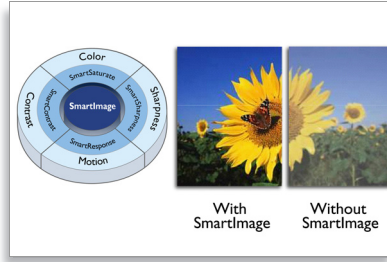 Color
SmartSaturate
Contrast
SmartContrast
SmartImage
SmartSharpness
Sharpness
SmartResponse
Motion
With
SmartImage
Without
SmartImage